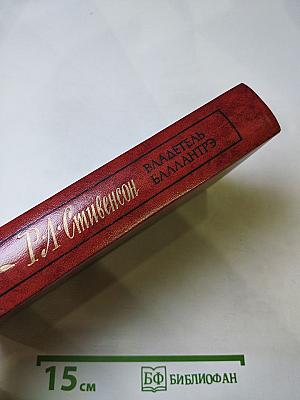 Р.Л. Стивенсон
ВЛАДЕТЕЛЬ
БАЛЛАНТРЭ
15 см
БФ БИБЛИОФАН